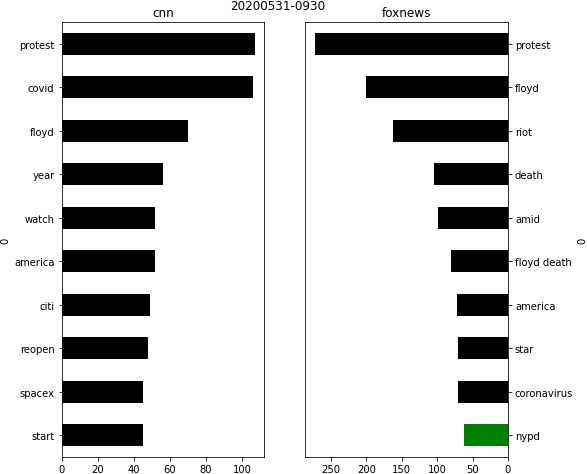 20200531-0930
cnn
protest
covid
floyd
year
watch
america
citi
reopen
spacex
start
0
0 20 40 60 80 100
foxnews
protest
floyd
riot
death
amid
floyd death
america
star
coronavirus
nypd
0
250 200 150 100 50 0